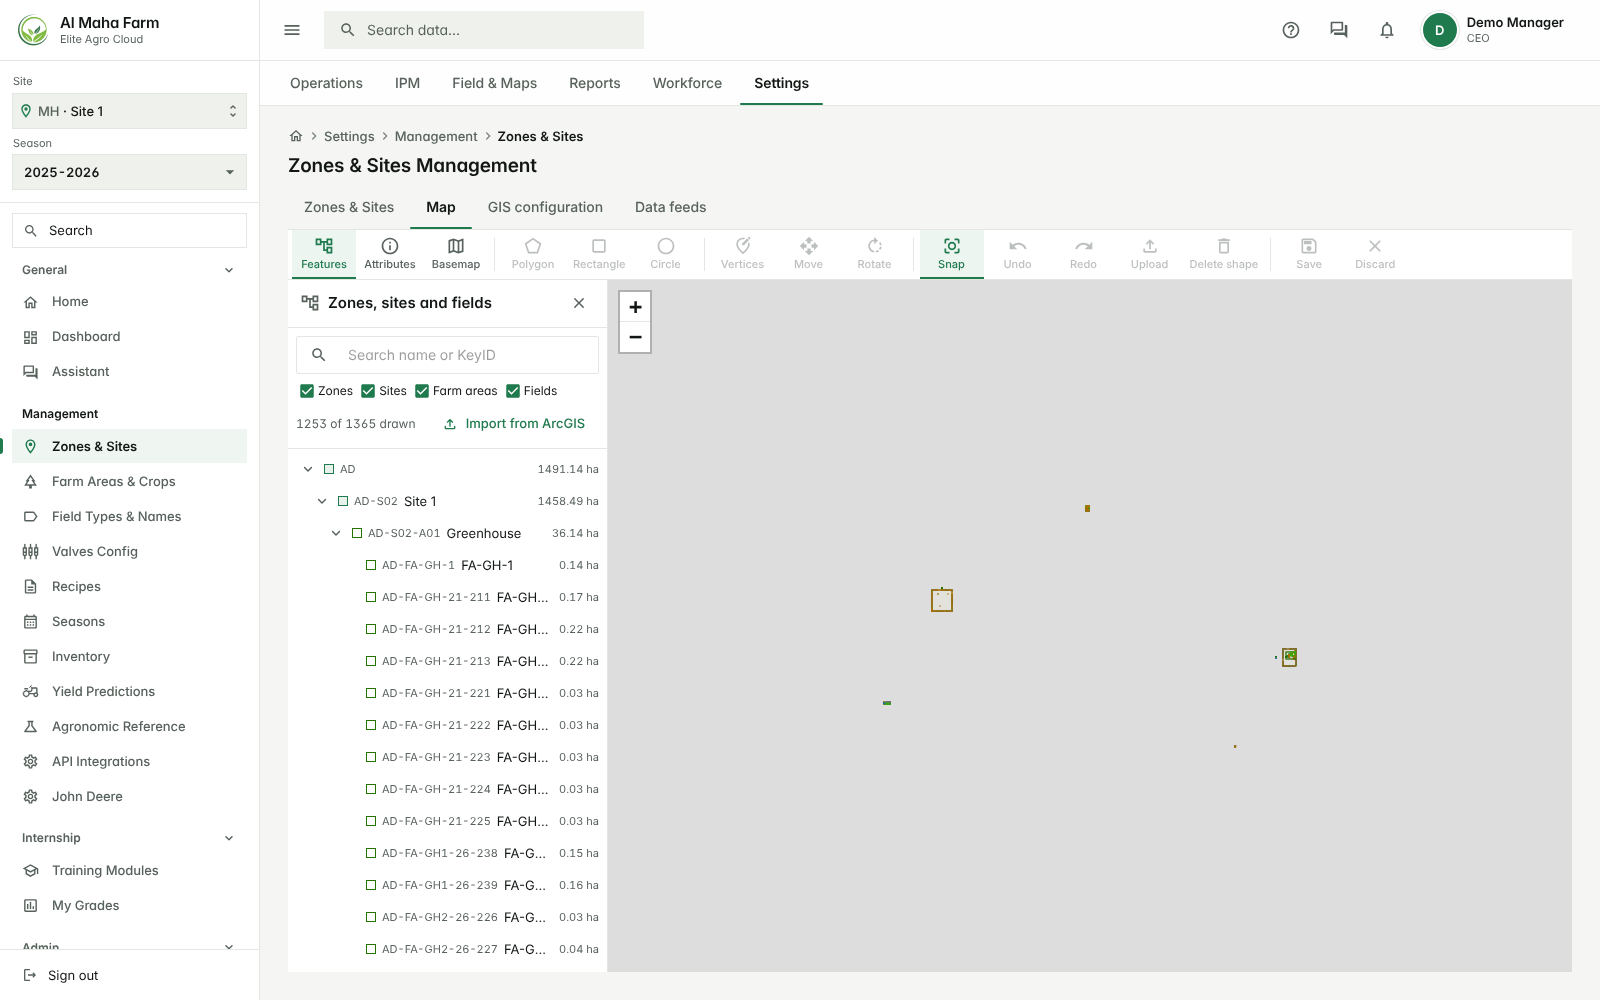 Al Maha Farm
Elite Agro Cloud
Search data...
D
Demo Manager
CEO
Site
MH · Site 1
Season
2025-2026
Search
General
Home
Dashboard
Assistant
Management
Zones & Sites
Farm Areas & Crops
Field Types & Names
Valves Config
Recipes
Seasons
Inventory
Yield Predictions
Agronomic Reference
API Integrations
John Deere
Internship
Training Modules
My Grades
Admin
Sign out
Operations
IPM
Field & Maps
Reports
Workforce
Settings
Settings
Management
Zones & Sites
Zones & Sites Management
Zones & Sites
Map
GIS configuration
Data feeds
Features
Attributes
Basemap
Polygon
Rectangle
Circle
Vertices
Move
Rotate
Snap
Undo
Redo
Upload
Delete shape
Save
Discard
Zones, sites and fields
Search name or KeyID
Zones
Sites
Farm areas
Fields
1253 of 1365 drawn
Import from ArcGIS
AD 1491.14 ha
AD-S02 Site 1 1458.49 ha
AD-S02-A01 Greenhouse 36.14 ha
AD-FA-GH-1 FA-GH-1 0.14 ha
AD-FA-GH-21-211 FA-GH... 0.17 ha
AD-FA-GH-21-212 FA-GH... 0.22 ha
AD-FA-GH-21-213 FA-GH... 0.22 ha
AD-FA-GH-21-221 FA-GH... 0.03 ha
AD-FA-GH-21-222 FA-GH... 0.03 ha
AD-FA-GH-21-223 FA-GH... 0.03 ha
AD-FA-GH-21-224 FA-GH... 0.03 ha
AD-FA-GH-21-225 FA-GH... 0.03 ha
AD-FA-GH1-26-238 FA-G... 0.15 ha
AD-FA-GH1-26-239 FA-G... 0.16 ha
AD-FA-GH2-26-226 FA-G... 0.03 ha
AD-FA-GH2-26-227 FA-G... 0.04 ha
+
−